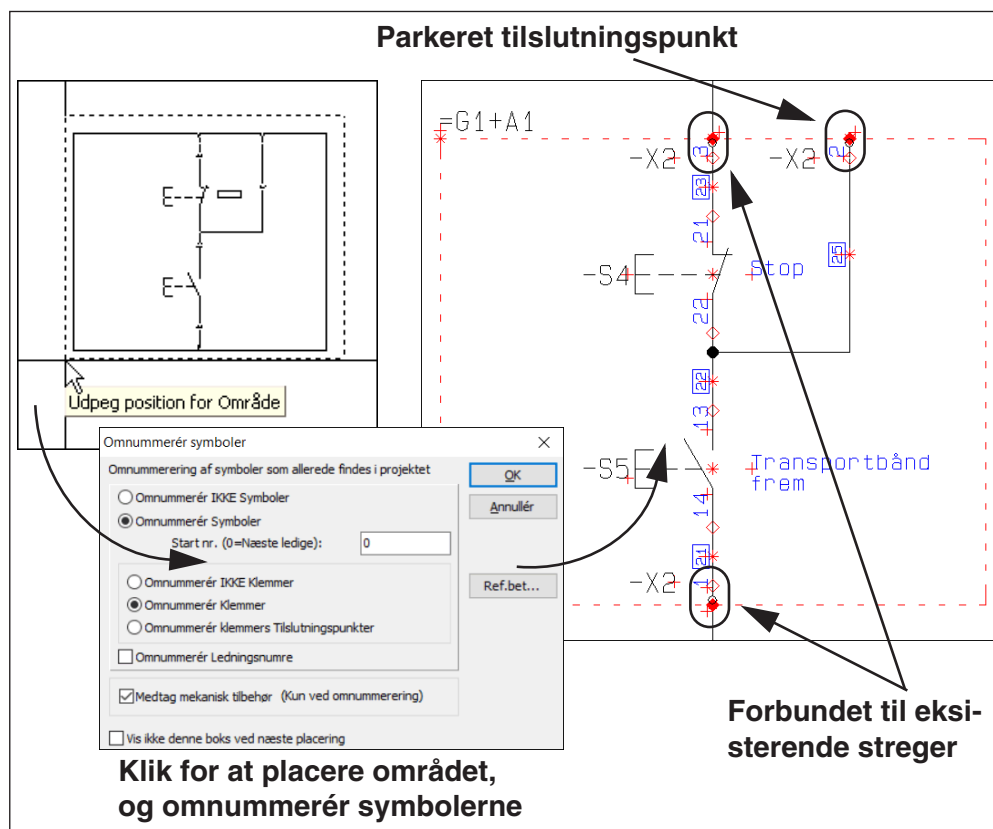 Parkeret tilslutningspunkt
=G1+A1
-X2
3
-X2
2
23
21
25
-S4
Stop
22
22
13
-S5
Transportbånd
frem
14
21
-X2
1
Udpeg position for Område
Omnummerér symboler
Omnummerering af symboler som allerede findes i projektet
OK
Omnummerér IKKE Symboler
Annullér
Omnummerér Symboler
Start nr. (0=Næste ledige):
0
Omnummerér IKKE Klemmer
Ref.bet...
Omnummerér Klemmer
Omnummerér klemmers Tilslutningspunkter
Omnummerér Ledningsnumre
Medtag mekanisk tilbehør (Kun ved omnummerering)
Vis ikke denne boks ved næste placering
Forbundet til eksi-
sterende streger
Klik for at placere området,
og omnummerér symbolerne